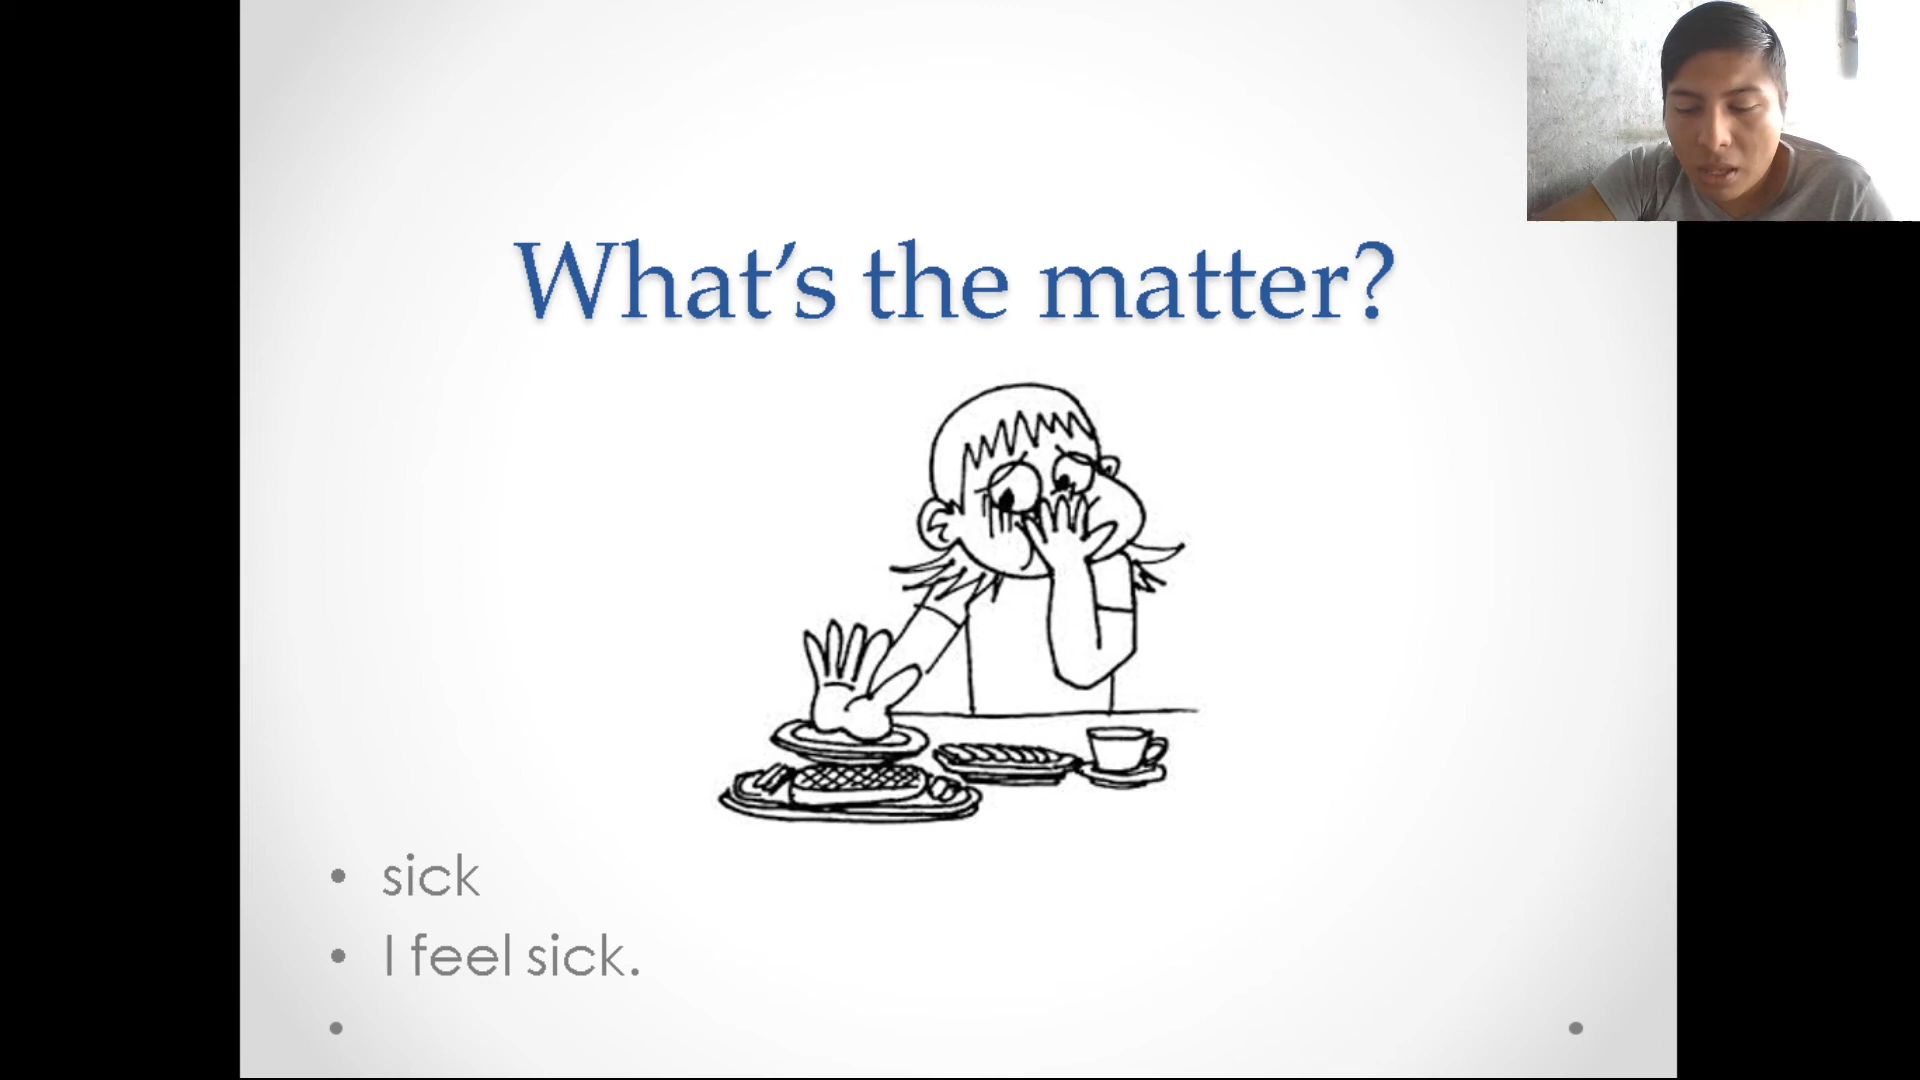 What's the matter?
• sick
• I feel sick.